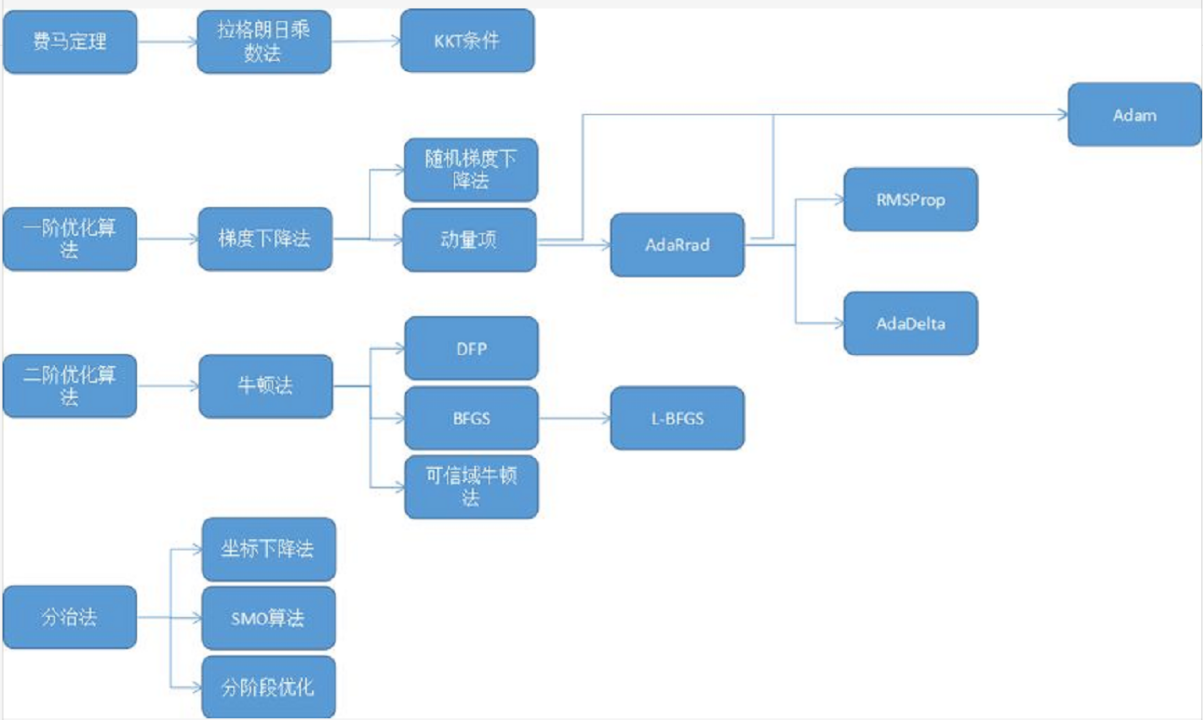 费马定理
拉格朗日乘
数法
KKT条件
Adam
随机梯度下
降法
RMSProp
一阶优化算
法
梯度下降法
动量项
AdaRrad
AdaDelta
二阶优化算
法
牛顿法
DFP
BFGS
L-BFGS
可信域牛顿
法
坐标下降法
分治法
SMO算法
分阶段优化